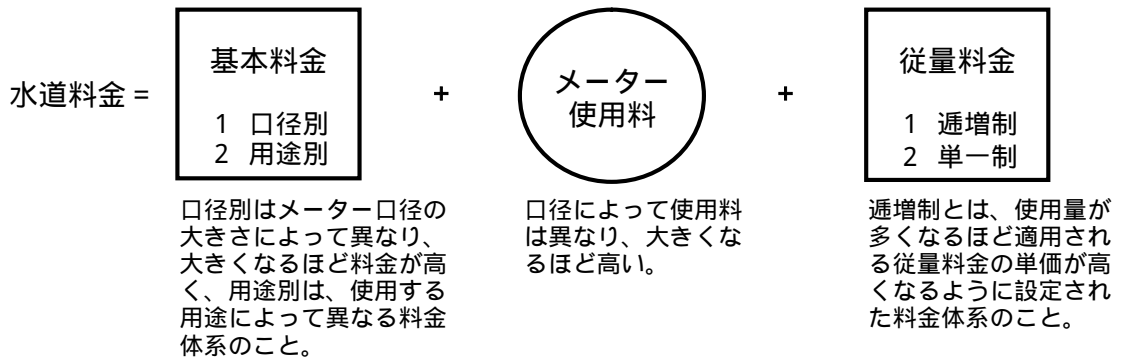 水道料金 =
基本料金
1 口径別
2 用途別
+
メーター
使用料
+
従量料金
1 逓増制
2 単一制
口径別はメーター口径の
大きさによって異なり、
大きくなるほど料金が高
く、用途別は、使用する
用途によって異なる料金
体系のこと。
口径によって使用料
は異なり、大きくな
るほど高い。
逓増制とは、使用量が
多くなるほど適用され
る従量料金の単価が高
くなるように設定され
た料金体系のこと。